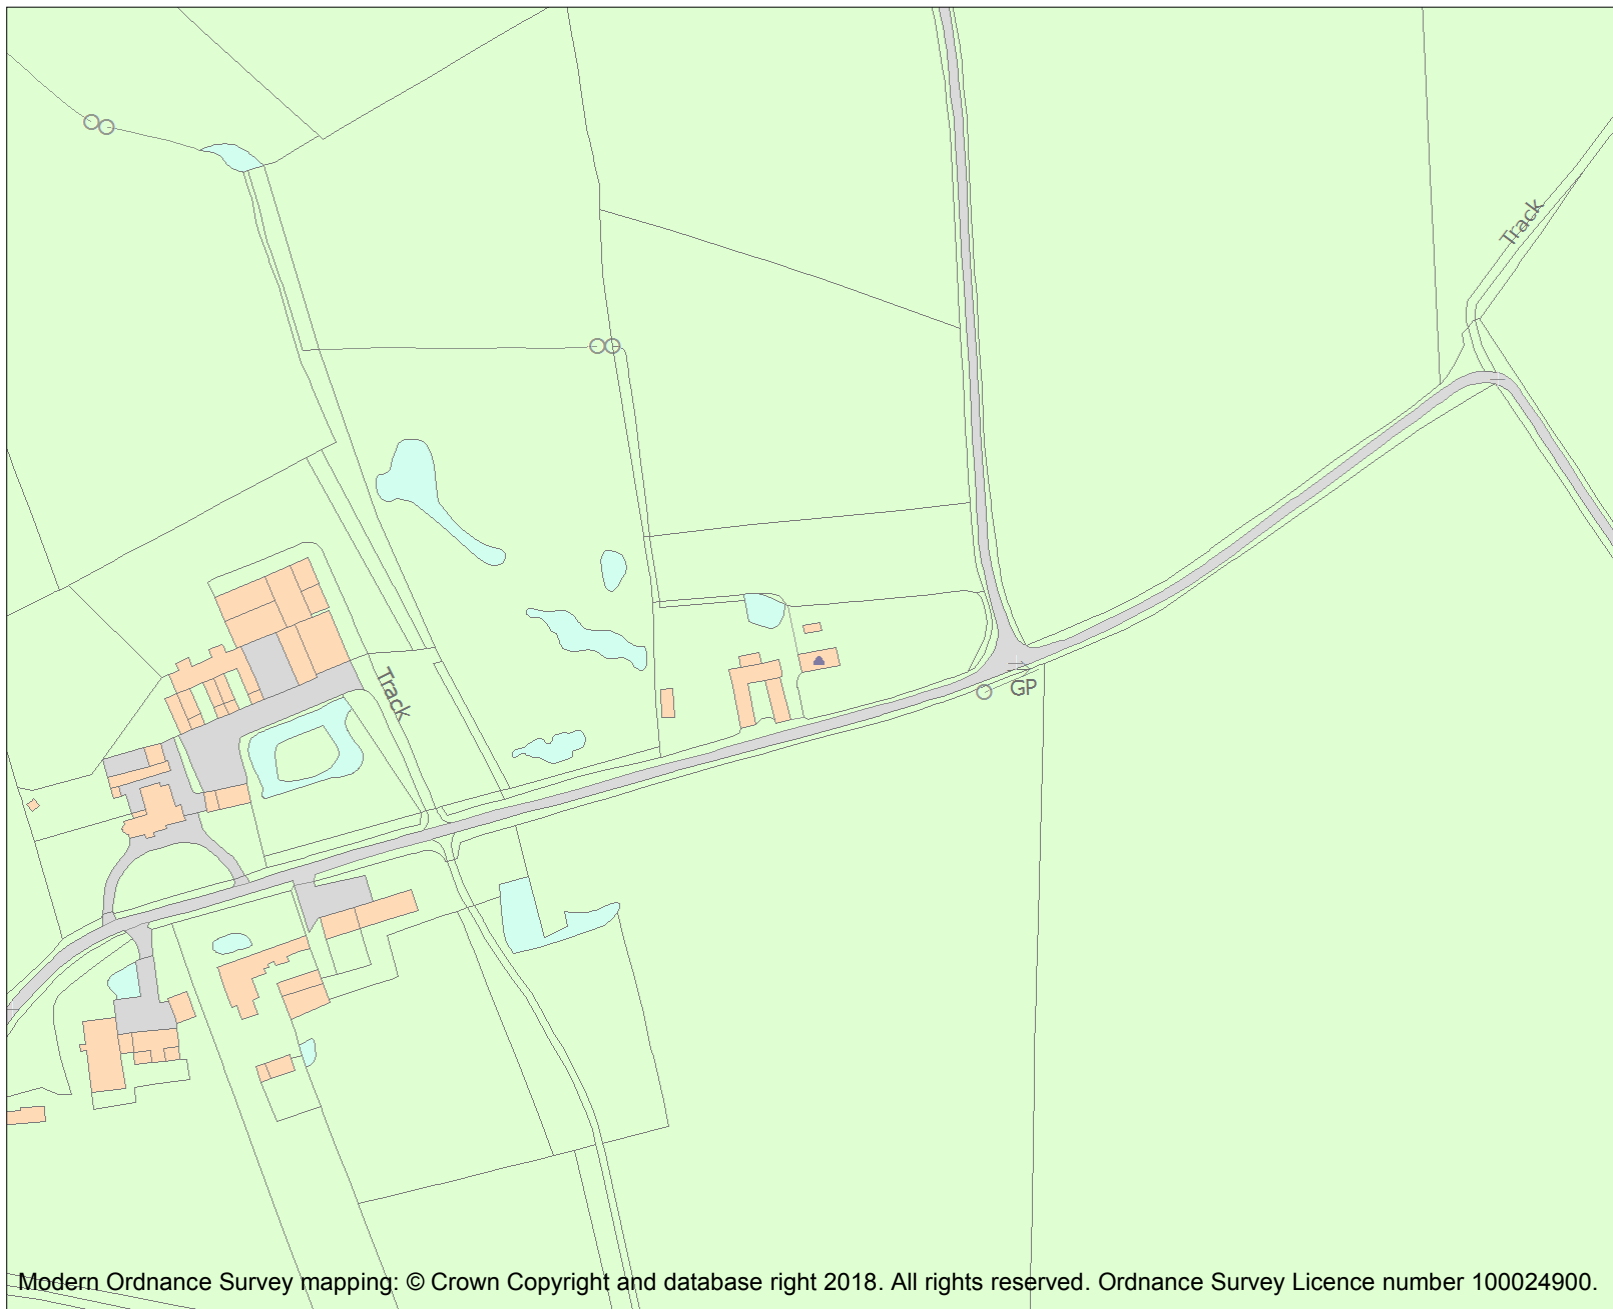 Track
Track
GP
Modern Ordnance Survey mapping: © Crown Copyright and database right 2018. All rights reserved. Ordnance Survey Licence number 100024900.